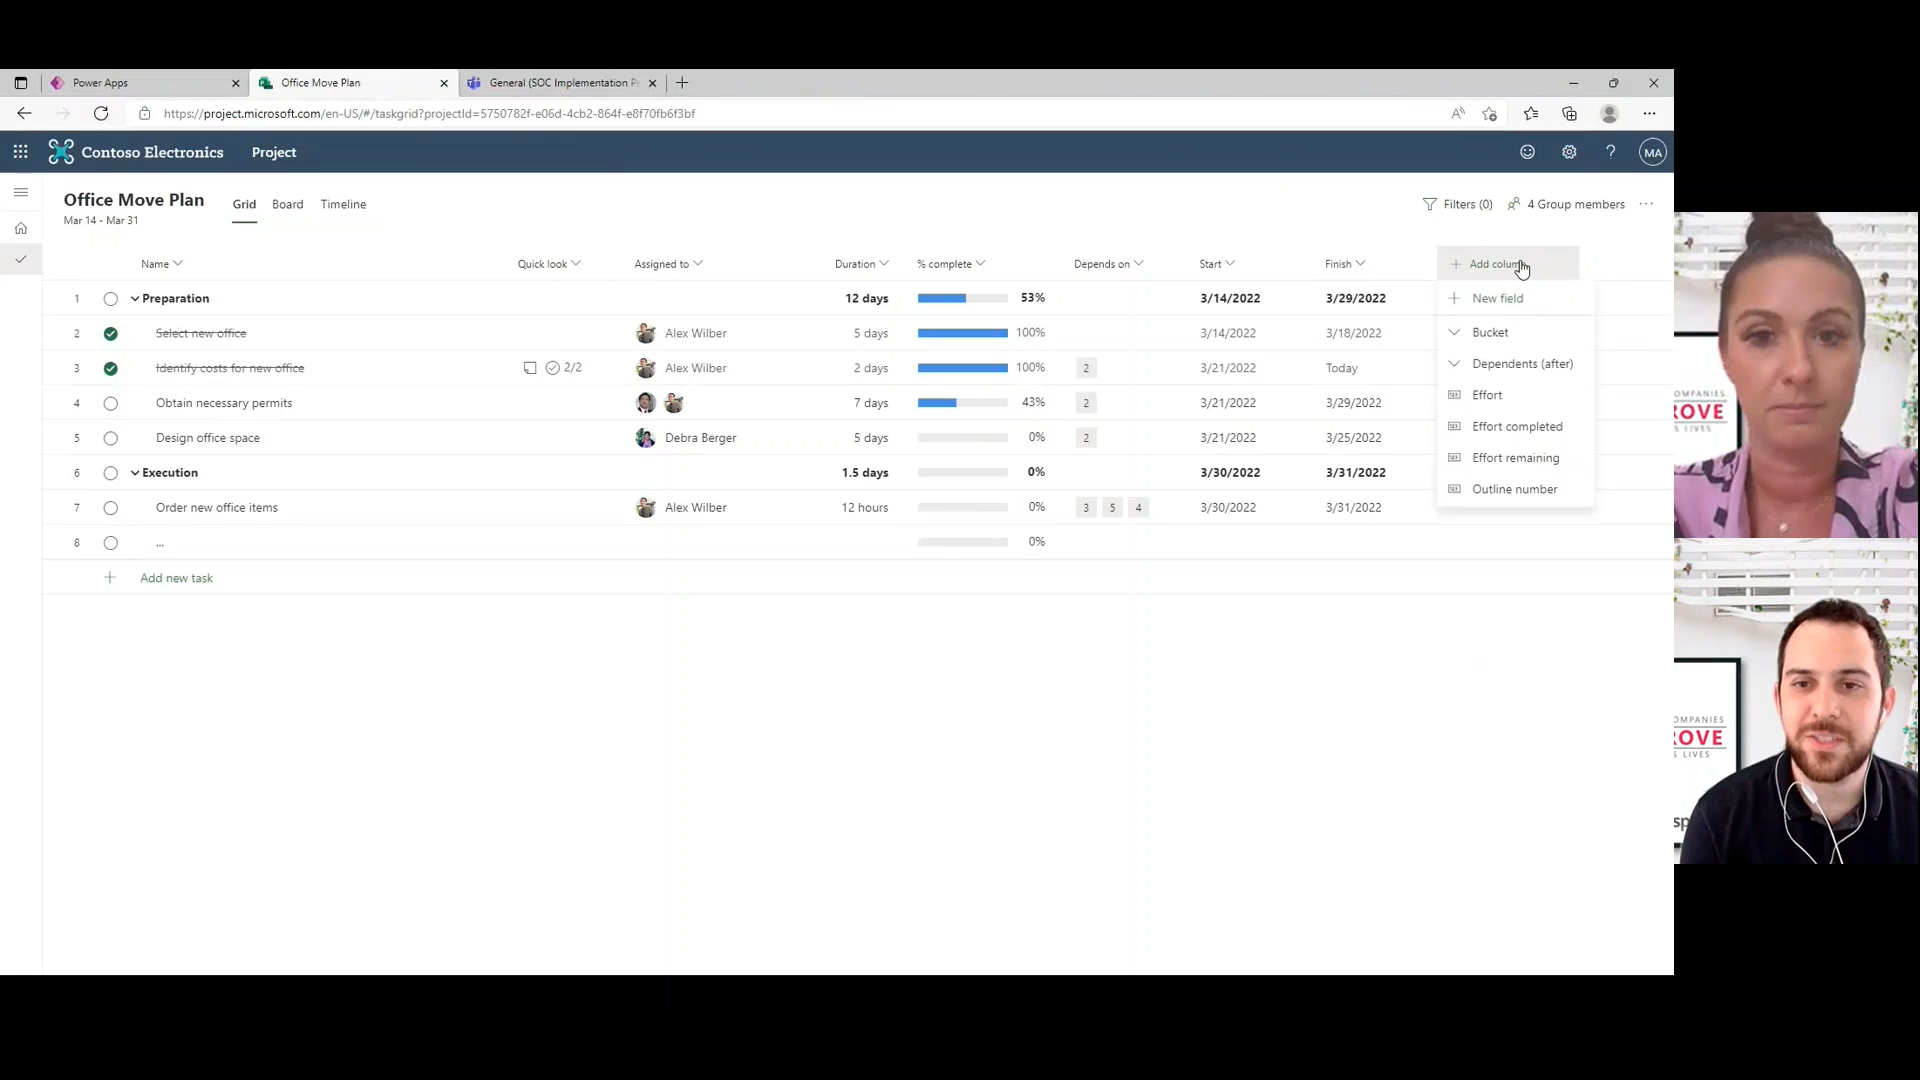 Power Apps
Office Move Plan
General (SOC Implementation Pr
https://project.microsoft.com/en-US/#/taskgrid?projectId=5750782f-e06d-4cb2-864f-e8f70fb6f3bf
Contoso Electronics Project
MA
Office Move Plan
Mar 14 - Mar 31
Grid Board Timeline
Filters (0) 4 Group members
Name Quick look Assigned to Duration % complete Depends on Start Finish Add colum
1 Preparation 12 days 53% 3/14/2022 3/29/2022
2 Select new office Alex Wilber 5 days 100% 3/14/2022 3/18/2022
3 Identify costs for new office 2/2 Alex Wilber 2 days 100% 2 3/21/2022 Today
4 Obtain necessary permits 7 days 43% 2 3/21/2022 3/29/2022
5 Design office space Debra Berger 5 days 0% 2 3/21/2022 3/25/2022
6 Execution 1.5 days 0% 3/30/2022 3/31/2022
7 Order new office items Alex Wilber 12 hours 0% 3 5 4 3/30/2022 3/31/2022
8 ... 0%
Add new task
New field
Bucket
Dependents (after)
Effort
Effort completed
Effort remaining
Outline number
OMPANIES
ROVE
S LIVES
OMPANIES
ROVE
S LIVES
sp